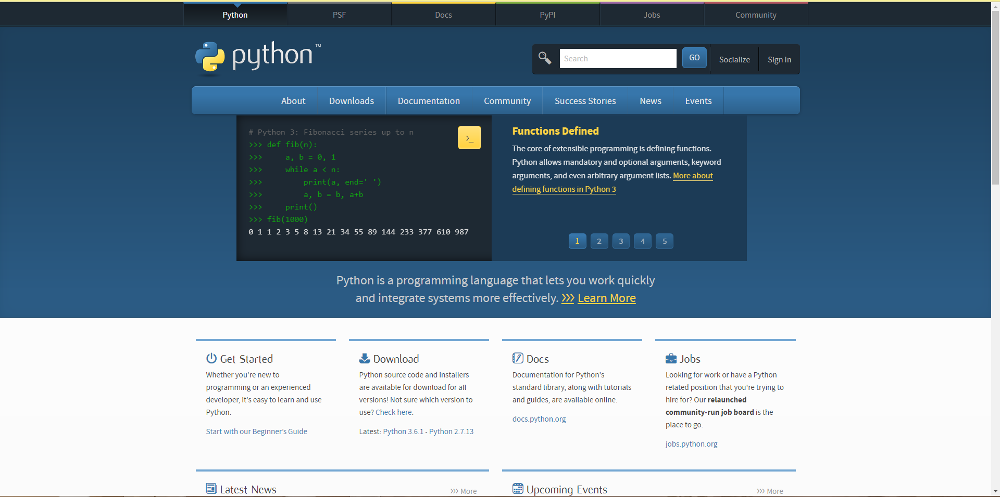 Python
PSF
Docs
PyPI
Jobs
Community
python™
Search
GO
Socialize
Sign In
About
Downloads
Documentation
Community
Success Stories
News
Events
# Python 3: Fibonacci series up to n
>>> def fib(n):
>>>     a, b = 0, 1
>>>     while a < n:
>>>         print(a, end=' ')
>>>         a, b = b, a+b
>>>     print()
>>> fib(1000)
0 1 1 2 3 5 8 13 21 34 55 89 144 233 377 610 987
>_
Functions Defined
The core of extensible programming is defining functions.
Python allows mandatory and optional arguments, keyword
arguments, and even arbitrary argument lists. More about
defining functions in Python 3
1
2
3
4
5
Python is a programming language that lets you work quickly
and integrate systems more effectively. >>> Learn More
Get Started
Whether you're new to
programming or an experienced
developer, it's easy to learn and use
Python.
Start with our Beginner’s Guide
Download
Python source code and installers
are available for download for all
versions! Not sure which version to
use? Check here.
Latest: Python 3.6.1 - Python 2.7.13
Docs
Documentation for Python's
standard library, along with tutorials
and guides, are available online.
docs.python.org
Jobs
Looking for work or have a Python
related position that you're trying to
hire for? Our relaunched
community-run job board is the
place to go.
jobs.python.org
Latest News
>>> More
Upcoming Events
>>> More